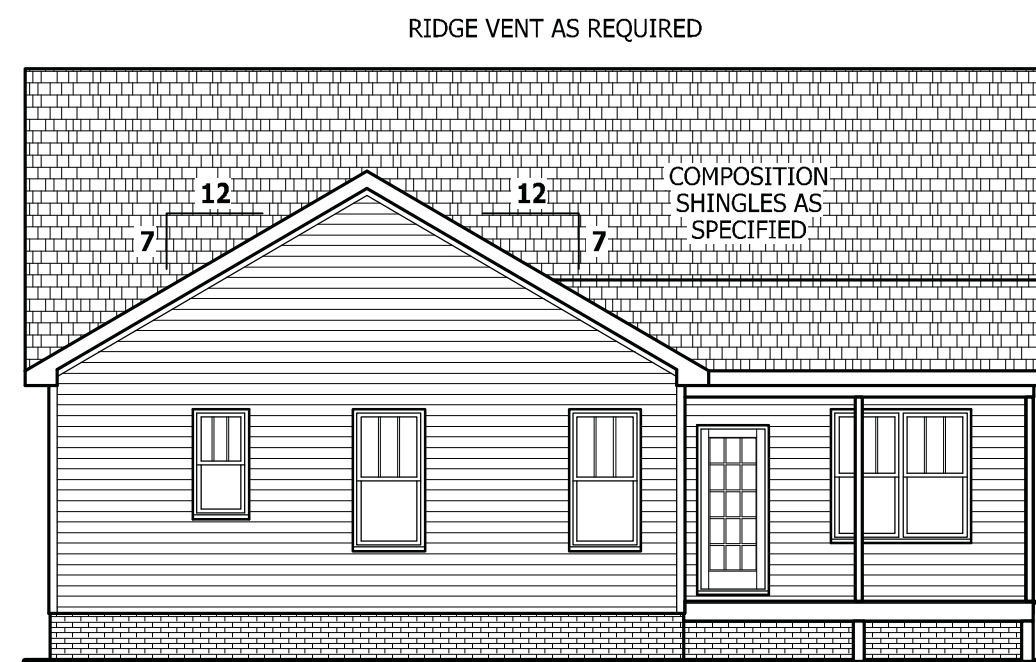 RIDGE VENT AS REQUIRED
12
7
12
7
COMPOSITION
SHINGLES AS
SPECIFIED